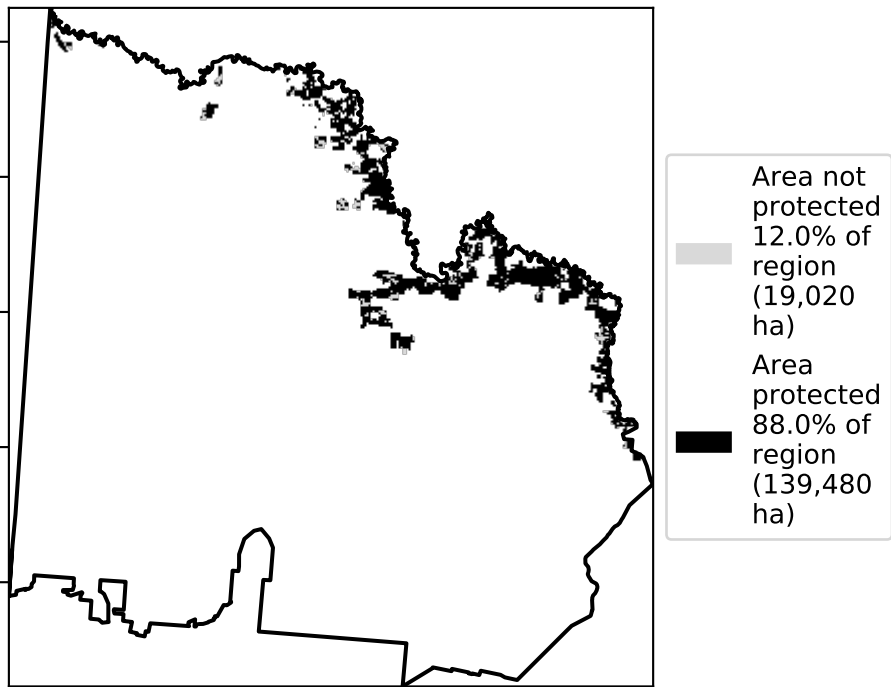 Area not
protected
12.0% of
region
(19,020
ha)
Area
protected
88.0% of
region
(139,480
ha)